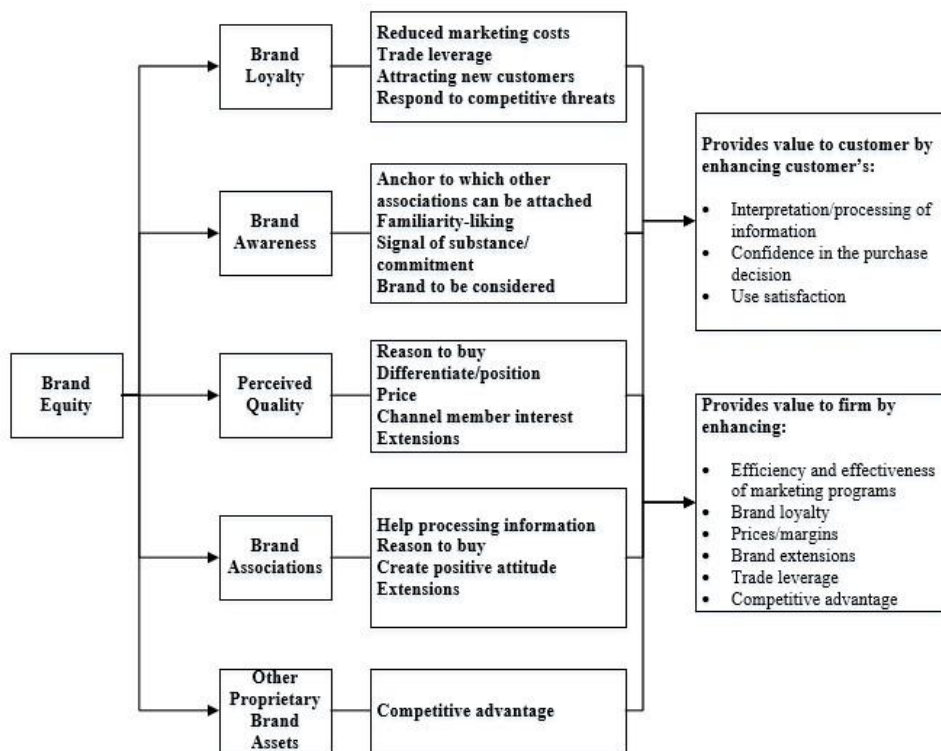 Brand
Equity
Brand
Loyalty
Reduced marketing costs
Trade leverage
Attracting new customers
Respond to competitive threats
Brand
Awareness
Anchor to which other
associations can be attached
Familiarity-liking
Signal of substance/
commitment
Brand to be considered
Perceived
Quality
Reason to buy
Differentiate/position
Price
Channel member interest
Extensions
Brand
Associations
Help processing information
Reason to buy
Create positive attitude
Extensions
Other
Proprietary
Brand
Assets
Competitive advantage
Provides value to customer by
enhancing customer’s:
• Interpretation/processing of
information
• Confidence in the purchase
decision
• Use satisfaction
Provides value to firm by
enhancing:
• Efficiency and effectiveness
of marketing programs
• Brand loyalty
• Prices/margins
• Brand extensions
• Trade leverage
• Competitive advantage